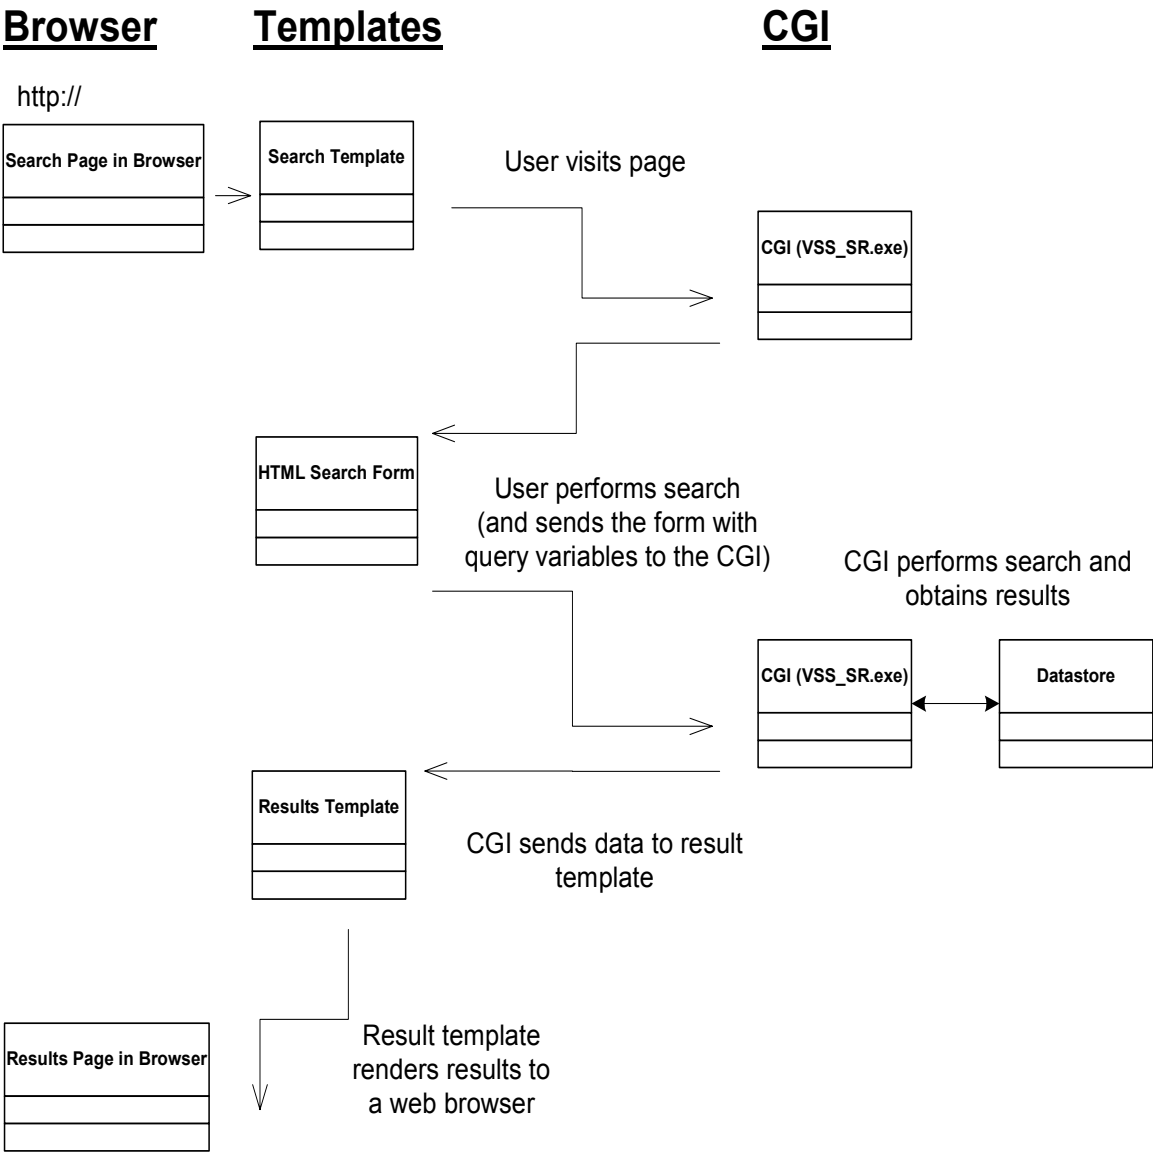 Browser
Templates
CGI
http://
Search Page in Browser
Search Template
User visits page
CGI (VSS_SR.exe)
HTML Search Form
User performs search
(and sends the form with
query variables to the CGI)
CGI performs search and
obtains results
CGI (VSS_SR.exe)
Datastore
Results Template
CGI sends data to result
template
Results Page in Browser
Result template
renders results to
a web browser